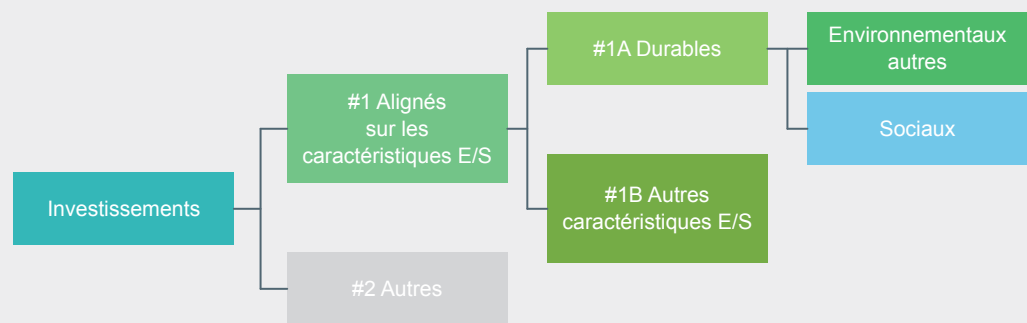 Investissements
#1 Alignés
sur les
caractéristiques E/S
#2 Autres
#1A Durables
#1B Autres
caractéristiques E/S
Environnementaux
autres
Sociaux